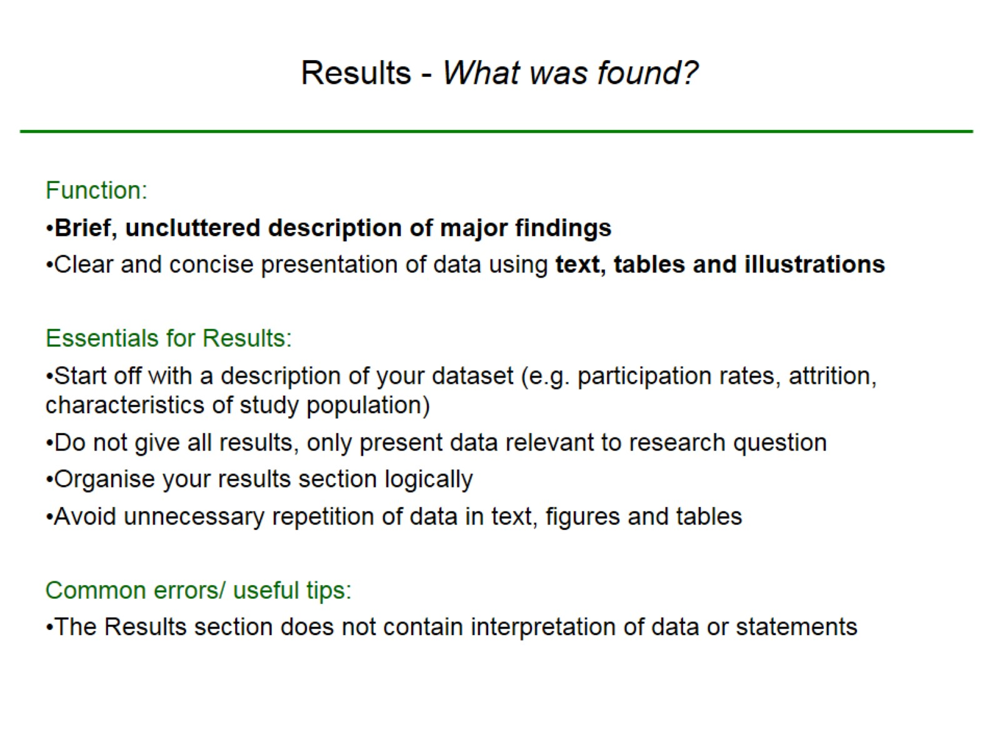 Results - What was found?
Function:
•Brief, uncluttered description of major findings
•Clear and concise presentation of data using text, tables and illustrations
Essentials for Results:
•Start off with a description of your dataset (e.g. participation rates, attrition,
characteristics of study population)
•Do not give all results, only present data relevant to research question
•Organise your results section logically
•Avoid unnecessary repetition of data in text, figures and tables
Common errors/ useful tips:
•The Results section does not contain interpretation of data or statements